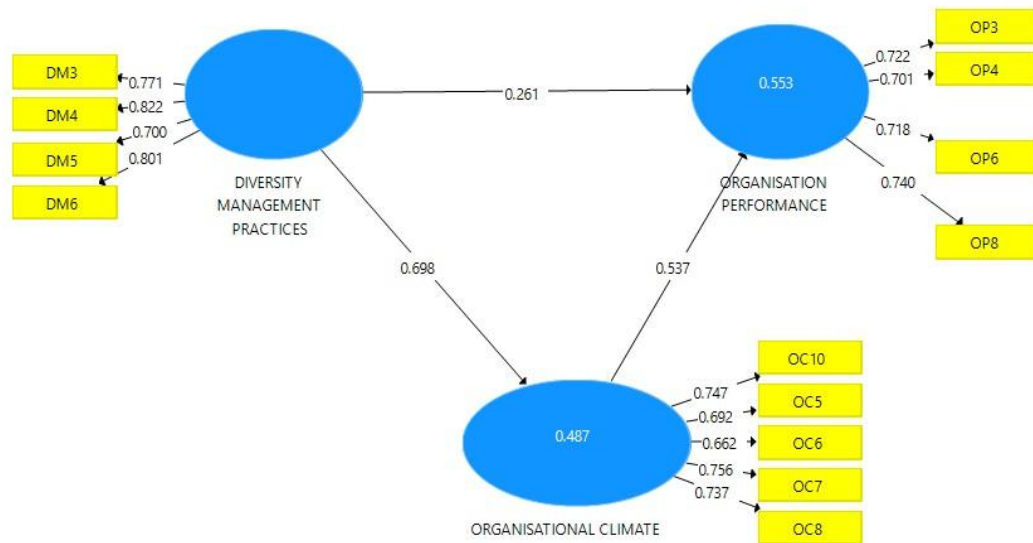 DM3
DM4
DM5
DM6
0.771
0.822
0.700
0.801
DIVERSITY
MANAGEMENT
PRACTICES
0.261
0.553
ORGANISATION
PERFORMANCE
0.722
0.701
0.718
0.740
OP3
OP4
OP6
OP8
0.698
0.537
0.487
ORGANISATIONAL CLIMATE
0.747
0.692
0.662
0.756
0.737
OC10
OC5
OC6
OC7
OC8